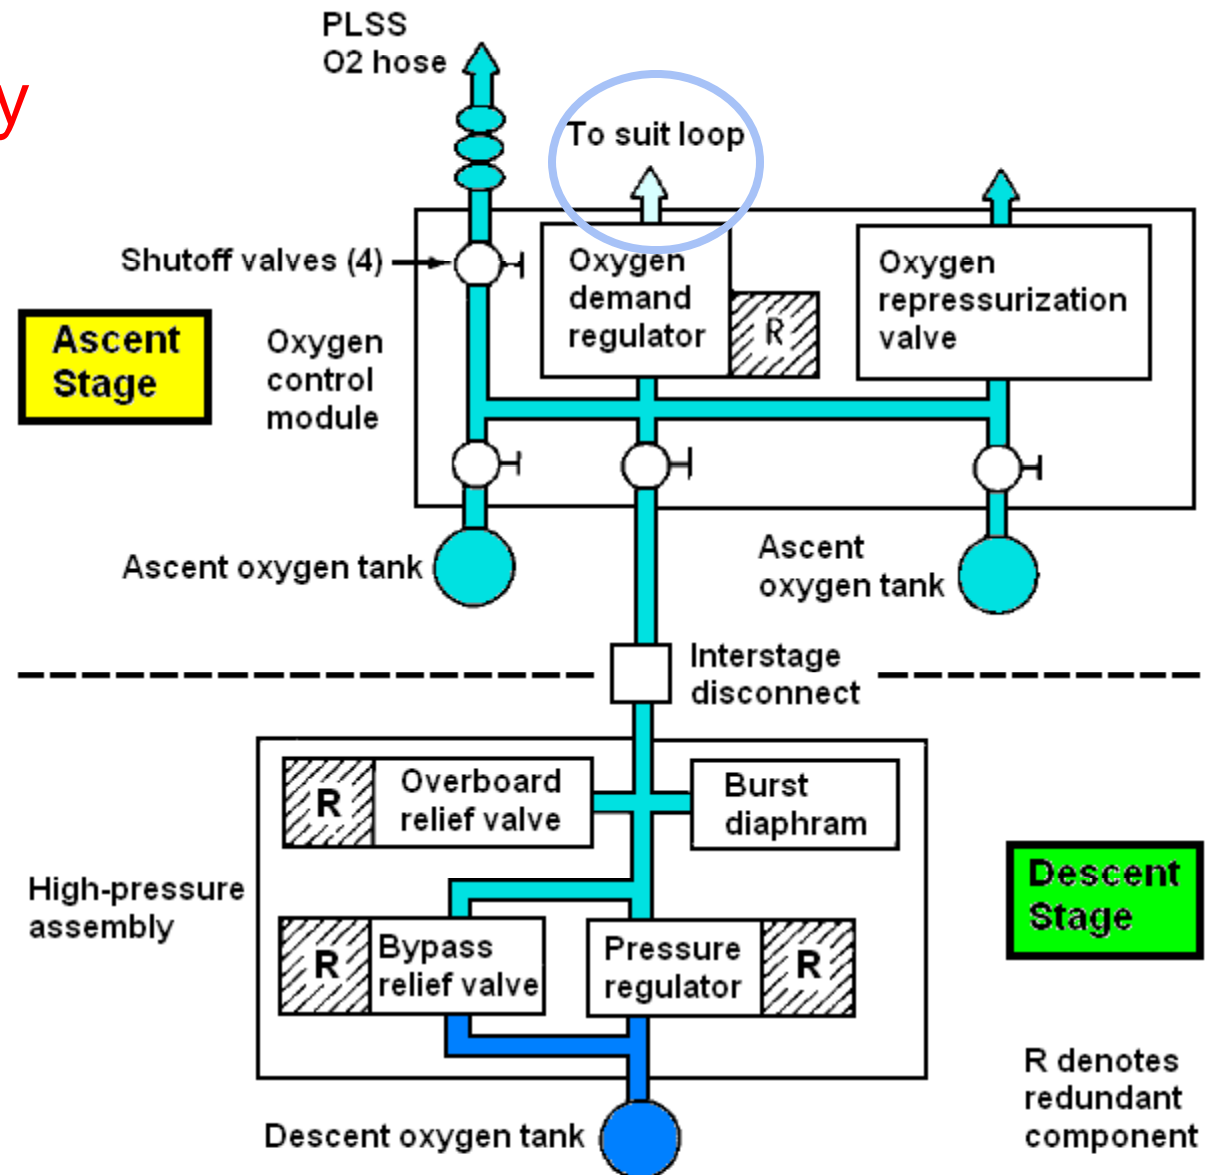 PLSS
O2 hose
y
To suit loop
Shutoff valves (4)
Oxygen
demand
regulator
R
Oxygen
repressurization
valve
Ascent
Stage
Oxygen
control
module
Ascent oxygen tank
Ascent
oxygen tank
Interstage
disconnect
R
Overboard
relief valve
Burst
diaphram
High-pressure
assembly
R
Bypass
relief valve
Pressure
regulator
R
Descent
Stage
Descent oxygen tank
R denotes
redundant
component